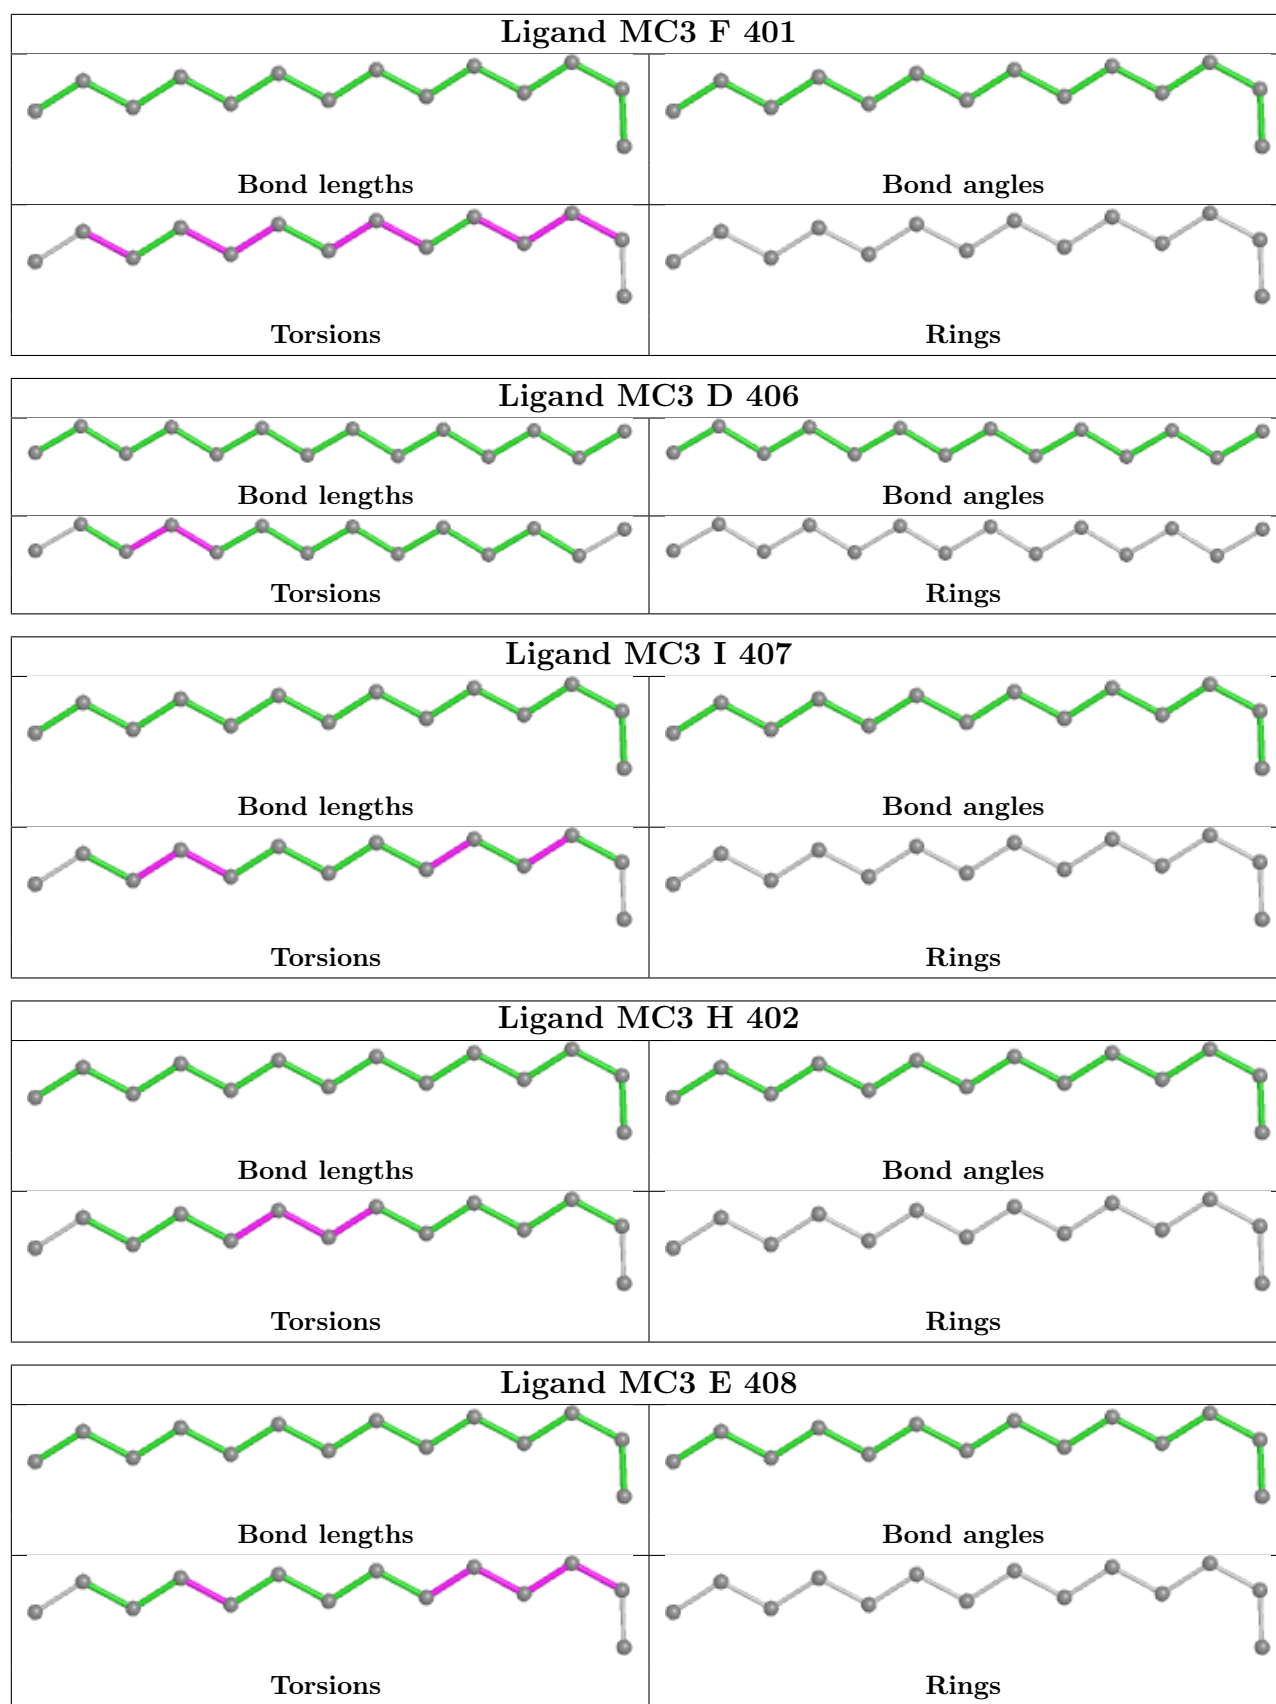 Ligand MC3 F 401
Bond lengths
Bond angles
Torsions
Rings
Ligand MC3 D 406
Bond lengths
Bond angles
Torsions
Rings
Ligand MC3 I 407
Bond lengths
Bond angles
Torsions
Rings
Ligand MC3 H 402
Bond lengths
Bond angles
Torsions
Rings
Ligand MC3 E 408
Bond lengths
Bond angles
Torsions
Rings